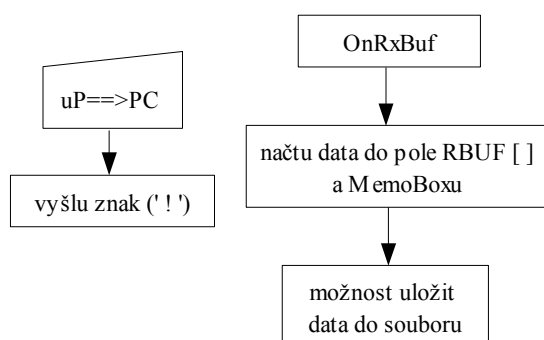 uP==>PC
vyšlu znak (' ! ')
OnRxBuf
načtu data do pole RBUF [ ]
a MemoBoxu
možnost uložit
data do souboru